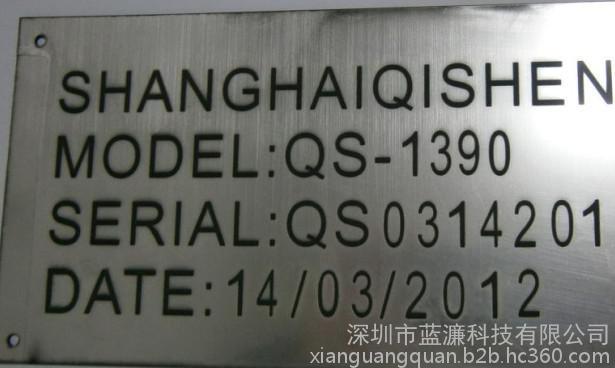 SHANGHAIQISHEN
MODEL:QS-1390
SERIAL:QS0314201
DATE:14/03/2012
深圳市蓝濂科技有限公司
xianguangquan.b2b.hc360.com